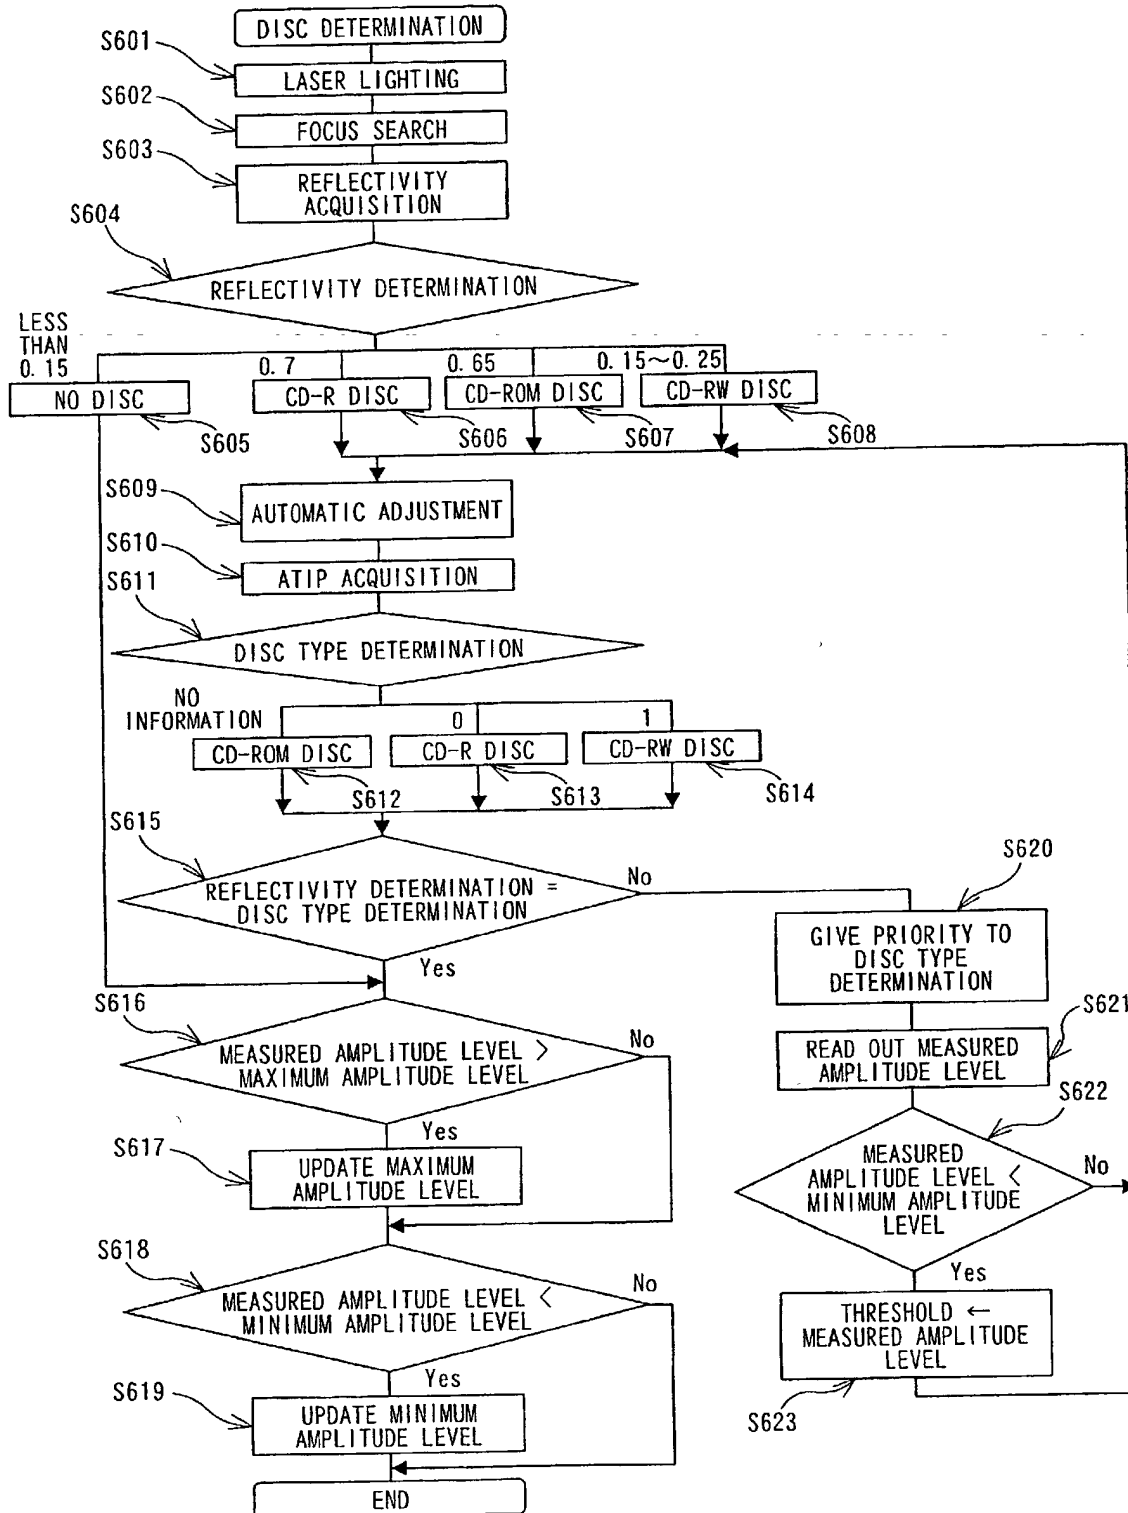 DISC DETERMINATION
S601
LASER LIGHTING
S602
FOCUS SEARCH
S603
REFLECTIVITY
ACQUISITION
S604
REFLECTIVITY DETERMINATION
LESS
THAN
0.15
0.7
0.65
0.15~0.25
NO DISC
CD-R DISC
CD-ROM DISC
CD-RW DISC
S605
S606
S607
S608
S609
AUTOMATIC ADJUSTMENT
S610
ATIP ACQUISITION
S611
DISC TYPE DETERMINATION
NO
INFORMATION
0
1
CD-ROM DISC
CD-R DISC
CD-RW DISC
S612
S613
S614
S615
REFLECTIVITY DETERMINATION =
DISC TYPE DETERMINATION
No
Yes
S620
GIVE PRIORITY TO
DISC TYPE
DETERMINATION
S616
MEASURED AMPLITUDE LEVEL >
MAXIMUM AMPLITUDE LEVEL
No
Yes
S621
READ OUT MEASURED
AMPLITUDE LEVEL
S622
MEASURED
AMPLITUDE LEVEL <
MINIMUM AMPLITUDE
LEVEL
No
Yes
S617
UPDATE MAXIMUM
AMPLITUDE LEVEL
S618
MEASURED AMPLITUDE LEVEL <
MINIMUM AMPLITUDE LEVEL
No
Yes
THRESHOLD ←
MEASURED AMPLITUDE
LEVEL
S623
S619
UPDATE MINIMUM
AMPLITUDE LEVEL
END